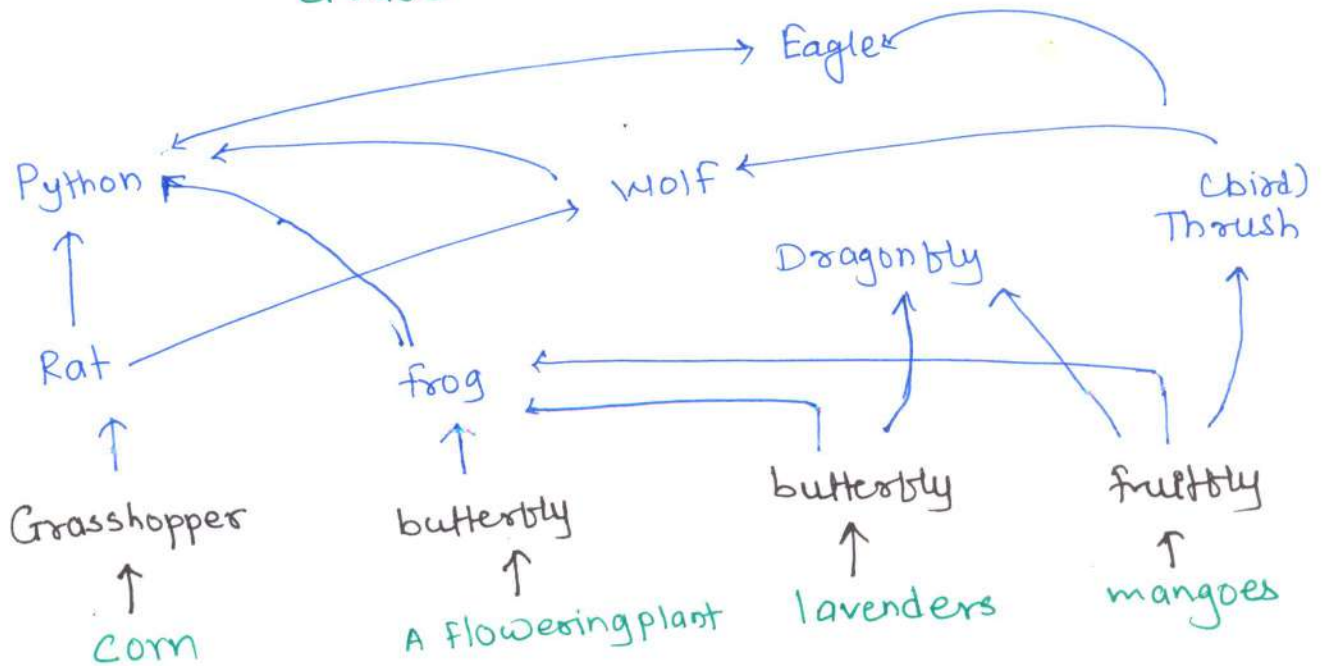 Eagle
Python
Wolf
(bird)
Thrush
Dragonfly
Rat
frog
Grasshopper
butterfly
butterfly
fruitfly
corn
A floweringplant
lavenders
mangoes